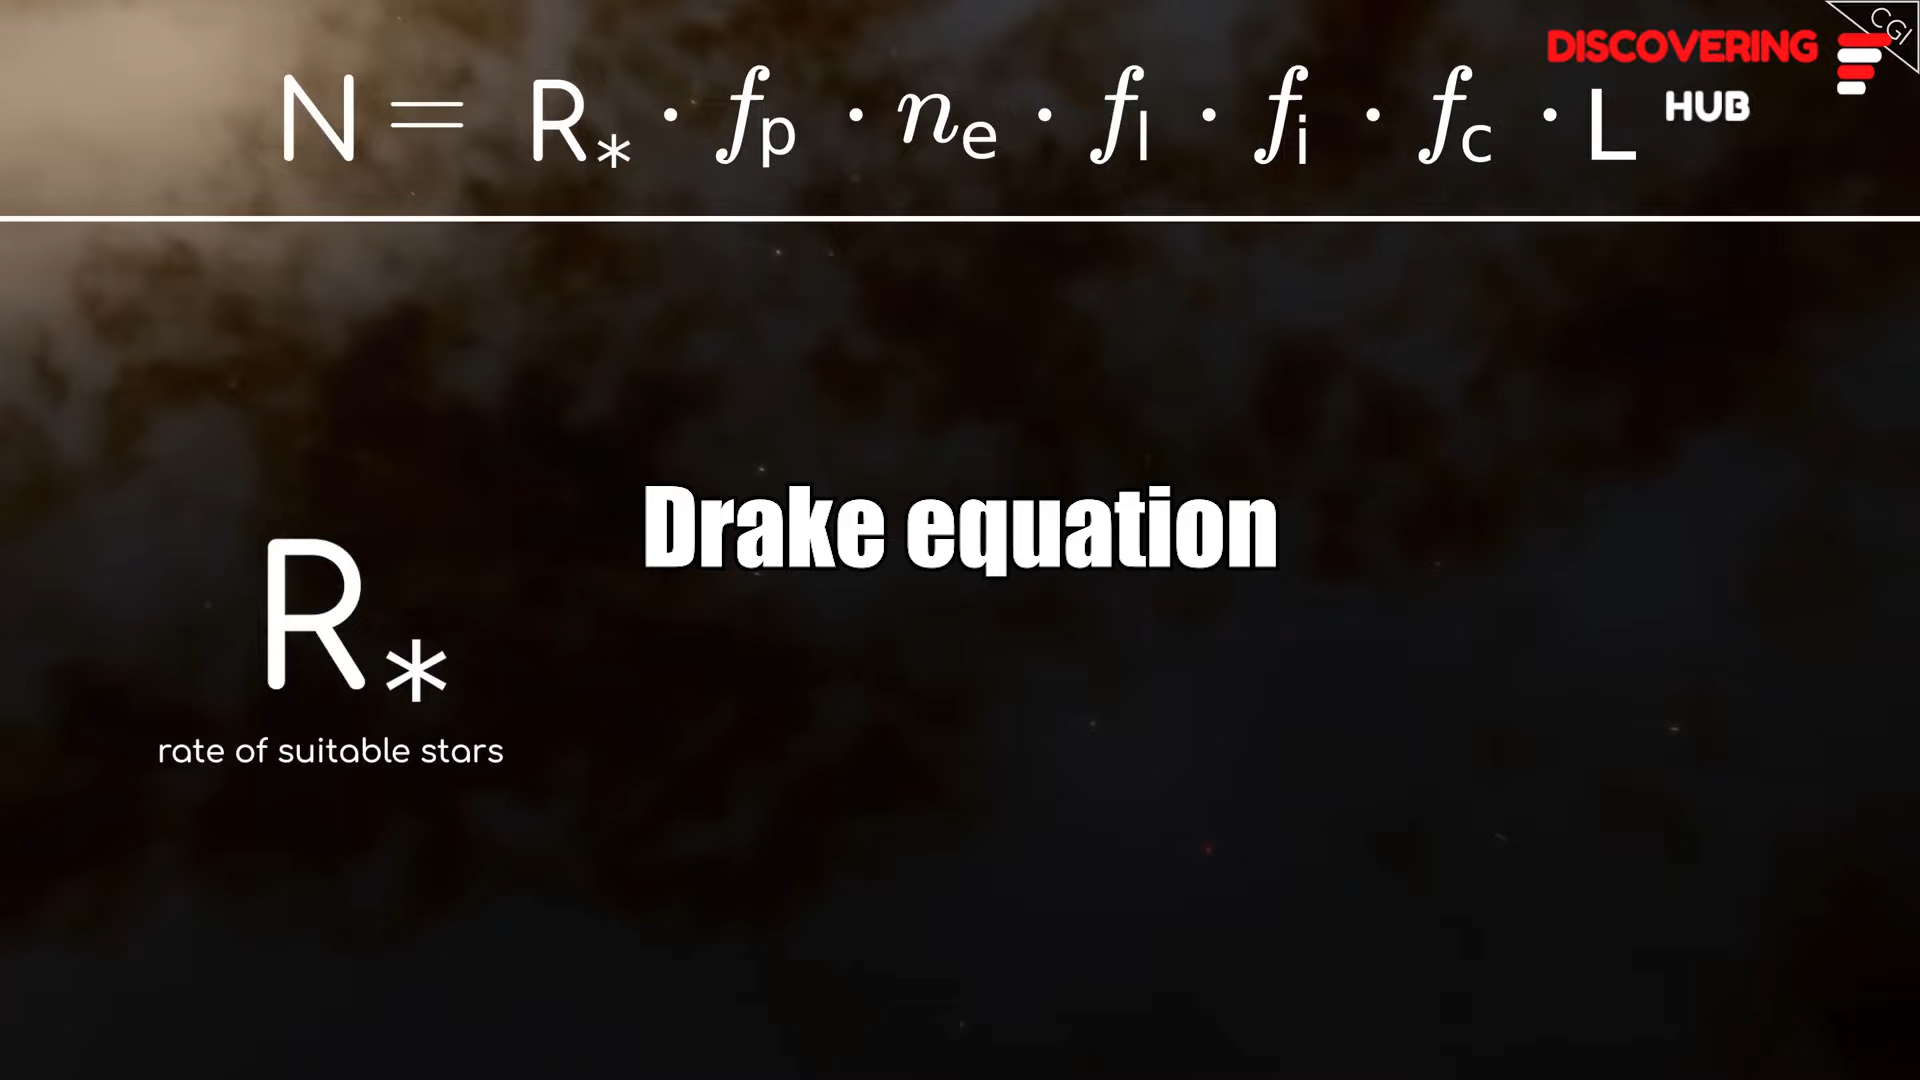 CGI
DISCOVERING
HUB
N = R* · fp · ne · fl · fi · fc · L
Drake equation
R*
rate of suitable stars